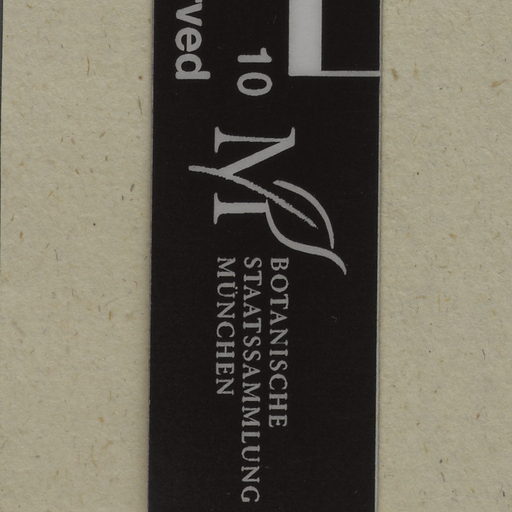 rved
10
M
BOTANISCHE
STAATSSAMMLUNG
MÜNCHEN